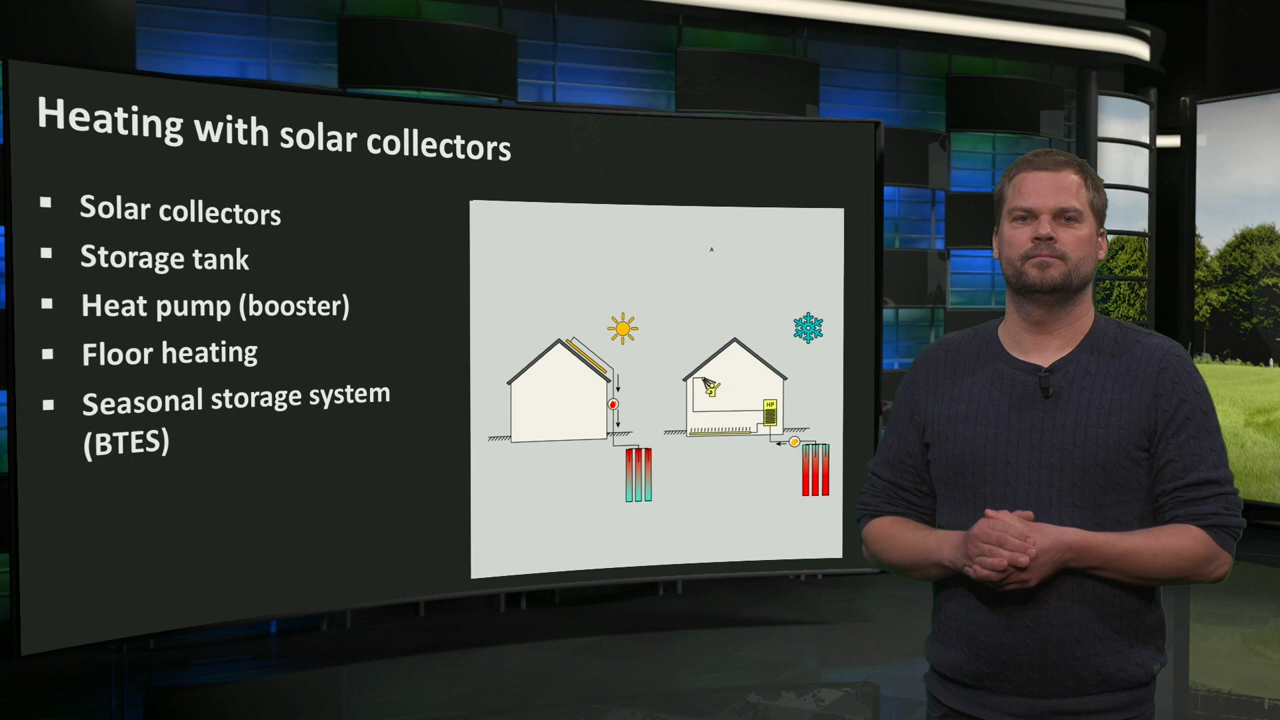 Heating with solar collectors
Solar collectors
Storage tank
Heat pump (booster)
Floor heating
Seasonal storage system
(BTES)
A
HP